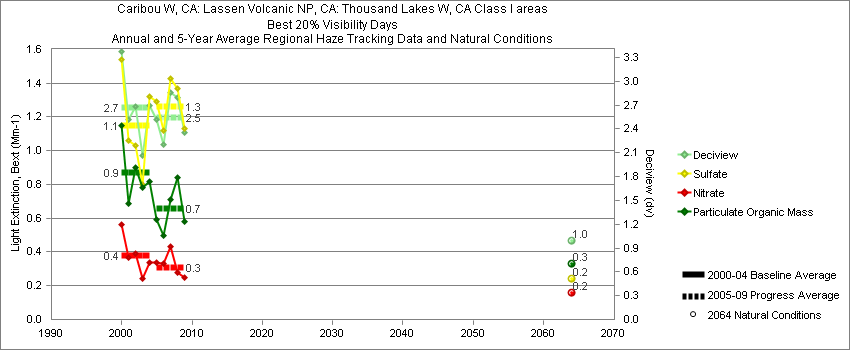 Caribou W, CA: Lassen Volcanic NP, CA: Thousand Lakes W, CA Class I areas
Best 20% Visibility Days
Annual and 5-Year Average Regional Haze Tracking Data and Natural Conditions
Light Extinction, Bext (Mm-1)
1.6
1.4
1.2
1.0
0.8
0.6
0.4
0.2
0.0
2.7
1.1
0.9
0.4
1.3
2.5
0.7
0.3
1.0
0.3
0.2
0.2
3.3
3.0
2.7
2.4
2.1
1.8
1.5
1.2
0.9
0.6
0.3
0.0
Deciview (dv)
1990 2000 2010 2020 2030 2040 2050 2060 2070
Deciview
Sulfate
Nitrate
Particulate Organic Mass
2000-04 Baseline Average
2005-09 Progress Average
2064 Natural Conditions